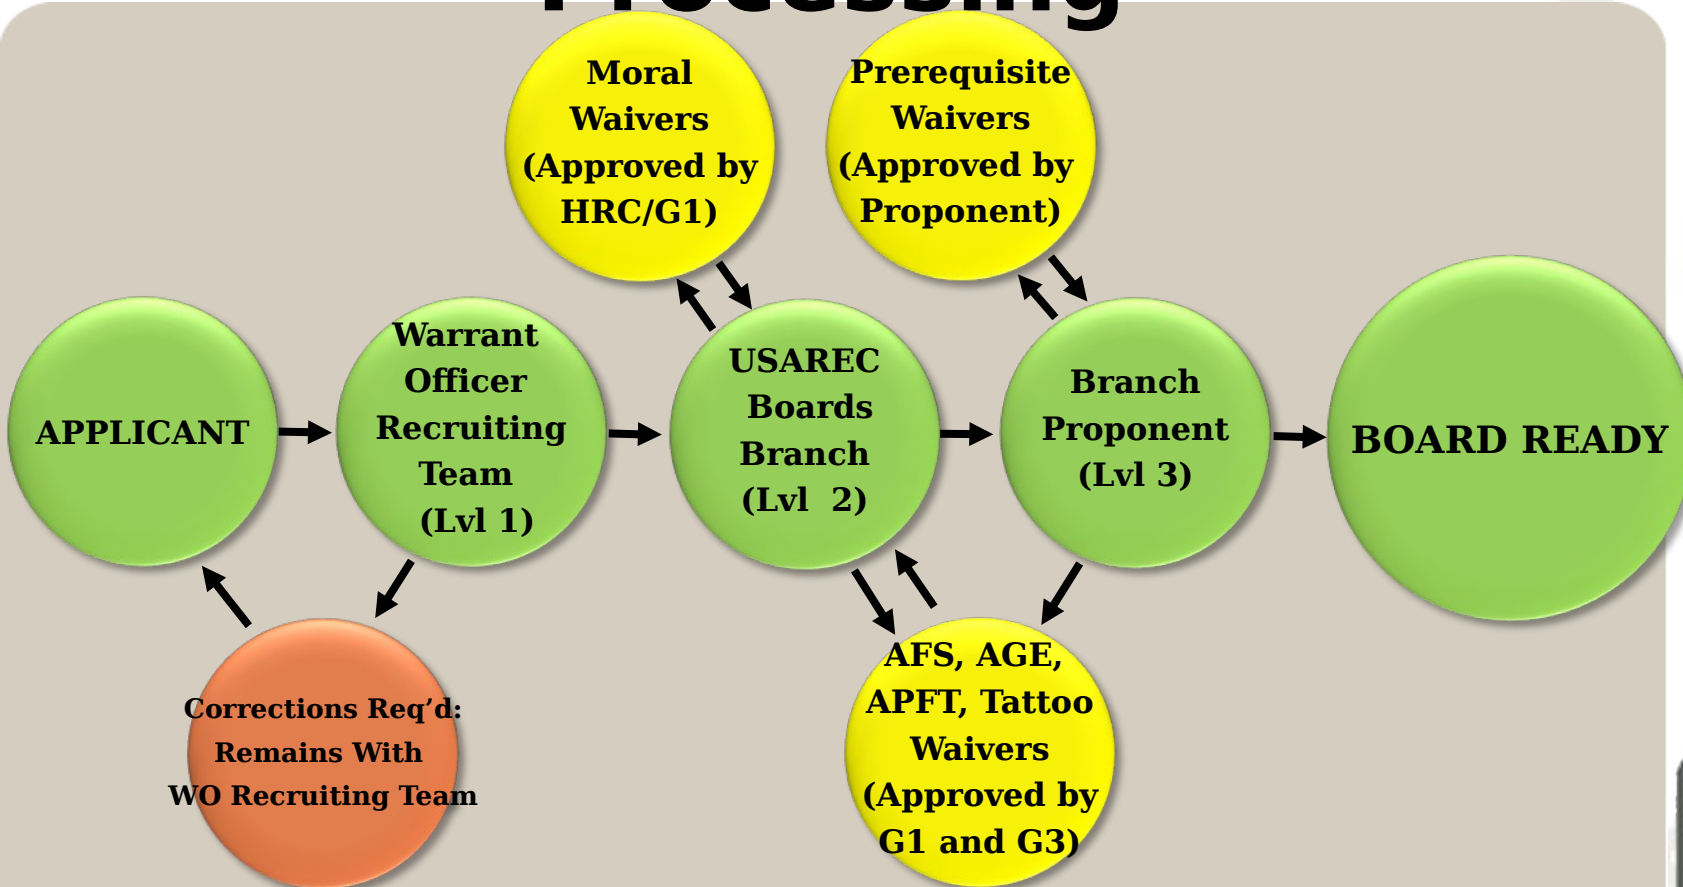 Processing
Moral
Waivers
(Approved by
HRC/G1)
Prerequisite
Waivers
(Approved by
Proponent)
APPLICANT
Warrant
Officer
Recruiting
Team
(Lvl 1)
USAREC
Boards
Branch
(Lvl 2)
Branch
Proponent
(Lvl 3)
BOARD READY
Corrections Req’d:
Remains With
WO Recruiting Team
AFS, AGE,
APFT, Tattoo
Waivers
(Approved by
G1 and G3)